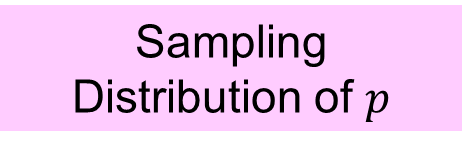 Sampling
Distribution of 𝑝